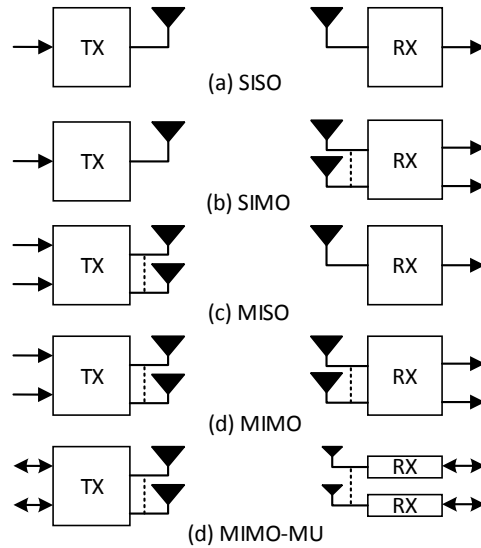 TX RX
(a) SISO
TX RX
(b) SIMO
TX RX
(c) MISO
TX RX
(d) MIMO
TX RX
RX
(d) MIMO-MU